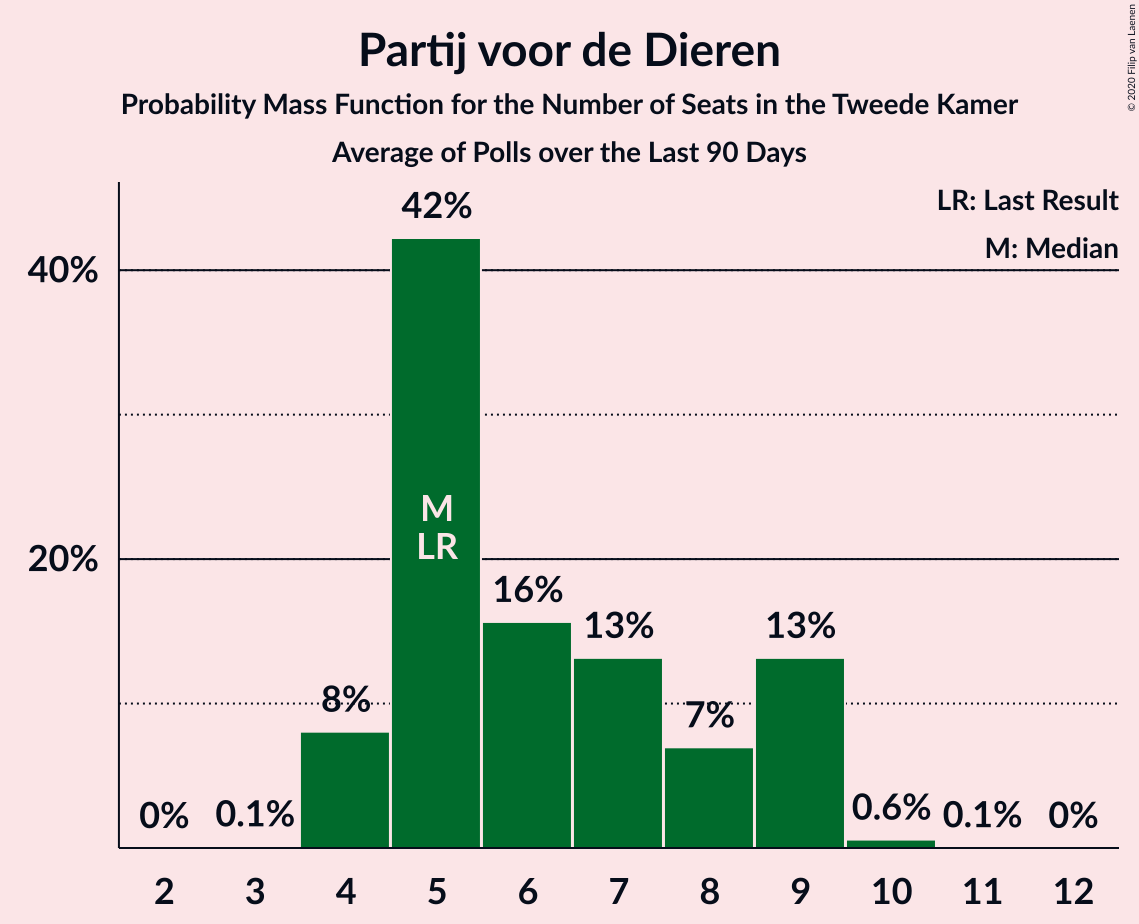 Partij voor de Dieren
Probability Mass Function for the Number of Seats in the Tweede Kamer
Average of Polls over the Last 90 Days
© 2020 Filip van Laenen
LR: Last Result
M: Median
42%
40%
M
LR
20%
16%
13%
13%
8%
7%
0%
0.1%
0.6%
0.1%
0%
2 3 4 5 6 7 8 9 10 11 12